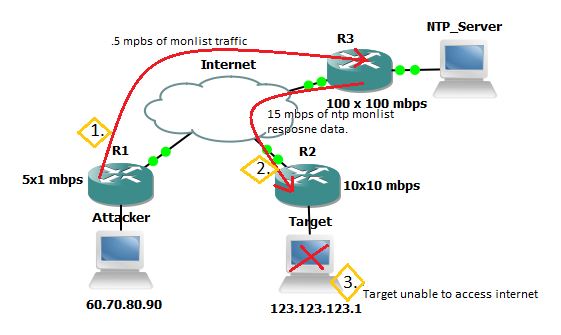 .5 mpbs of monlist traffic
R3
NTP_Server
Internet
100 x 100 mbps
15 mbps of ntp monlist
resposne data.
1.
R1
2.
R2
5x1 mbps
10x10 mbps
Attacker
Target
3.
Target unable to access internet
60.70.80.90
123.123.123.1